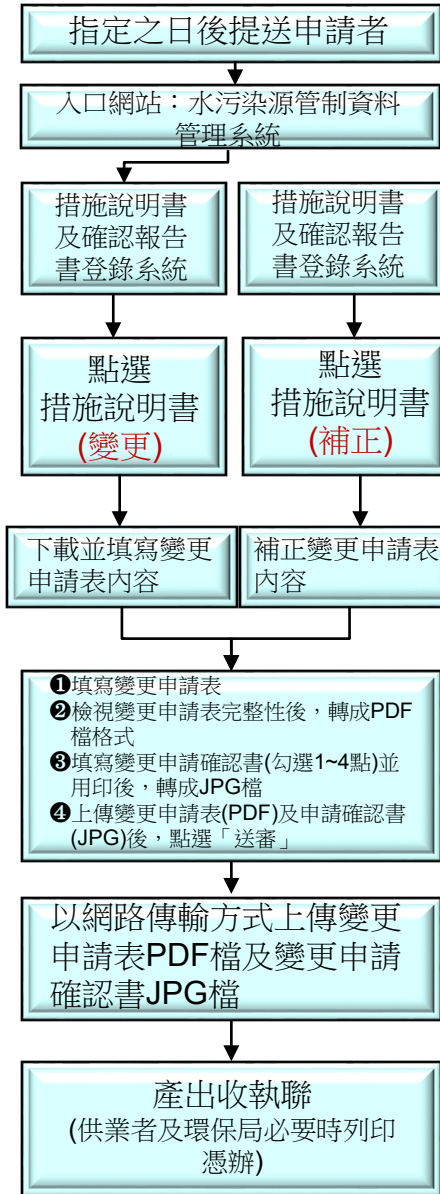 指定之日後提送申請者
入口網站：水污染源管制資料
管理系統
措施說明書
及確認報告
書登錄系統
措施說明書
及確認報告
書登錄系統
點選
措施說明書
(變更)
點選
措施說明書
(補正)
下載並填寫變更
申請表內容
補正變更申請表
內容
❶填寫變更申請表
❷檢視變更申請表完整性後，轉成PDF
檔格式
❸填寫變更申請確認書(勾選1~4點)並
用印後，轉成JPG檔
❹上傳變更申請表(PDF)及申請確認書
(JPG)後，點選「送審」
以網路傳輸方式上傳變更
申請表PDF檔及變更申請
確認書JPG檔
產出收執聯
(供業者及環保局必要時列印
憑辦)